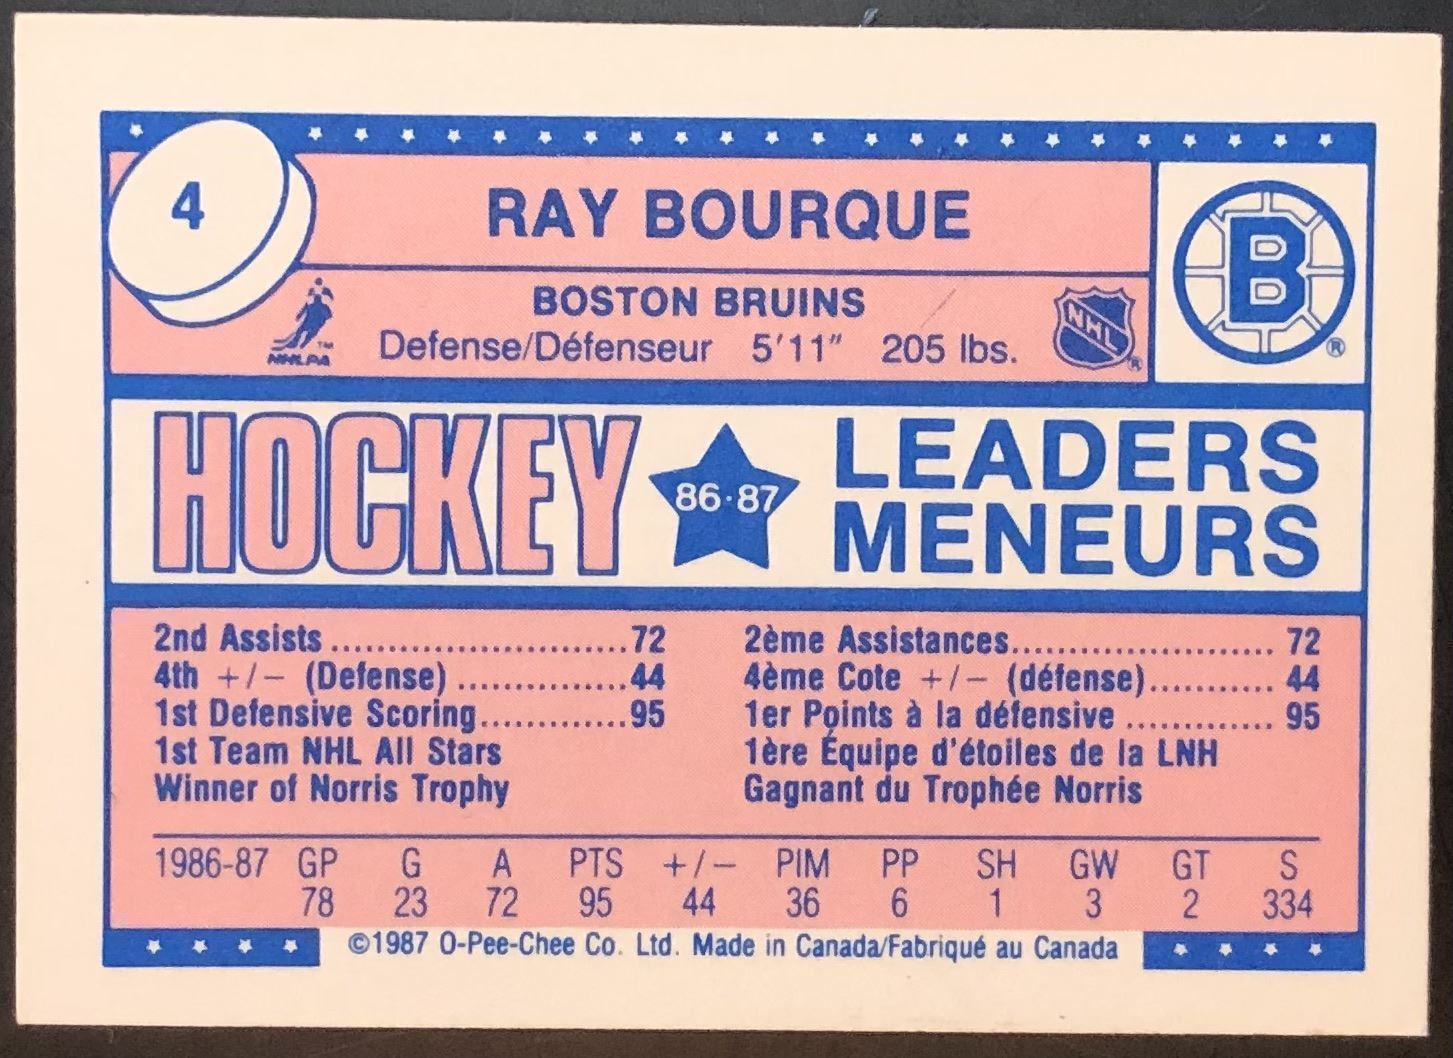 4
RAY BOURQUE
B
®
BOSTON BRUINS
NHLPA ™
Defense/Défenseur 5'11" 205 lbs.
NHL ®
HOCKEY
86·87
LEADERS
MENEURS
2nd Assists ........................... 72
4th +/− (Defense) ............... 44
1st Defensive Scoring ............. 95
1st Team NHL All Stars
Winner of Norris Trophy
2ème Assistances ........................ 72
4ème Cote +/− (défense) ........... 44
1er Points à la défensive ............. 95
1ère Équipe d'étoiles de la LNH
Gagnant du Trophée Norris
1986-87 GP G A PTS +/− PIM PP SH GW GT S
78 23 72 95 44 36 6 1 3 2 334
©1987 O-Pee-Chee Co. Ltd. Made in Canada/Fabriqué au Canada